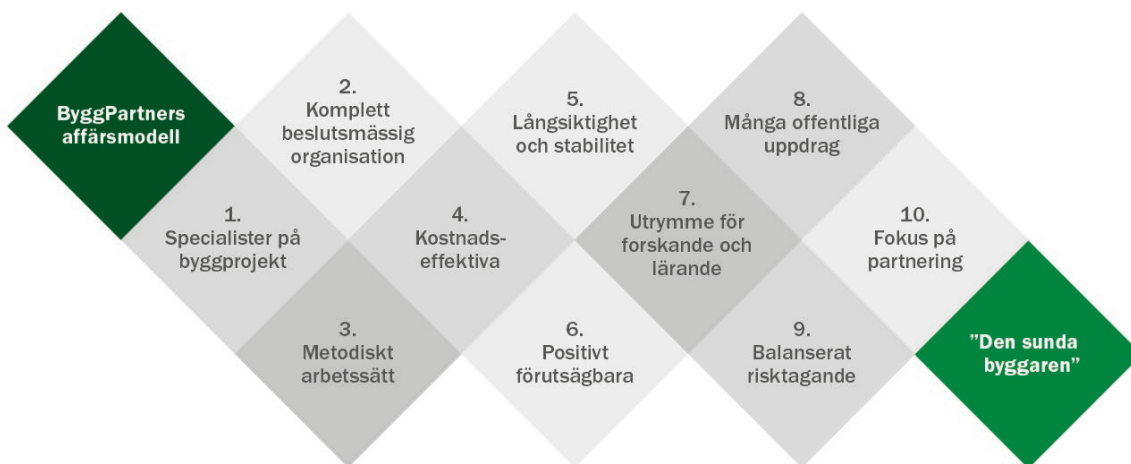 ByggPartners
affärsmodell
1.
Specialister på
byggprojekt
2.
Komplett
beslutsmässig
organisation
3.
Metodiskt
arbetssätt
4.
Kostnads-
effektiva
5.
Långsiktighet
och stabilitet
6.
Positivt
förutsägbara
7.
Utrymme för
forskande och
lärande
8.
Många offentliga
uppdrag
9.
Balanserat
risktagande
10.
Fokus på
partnering
”Den sunda
byggaren”